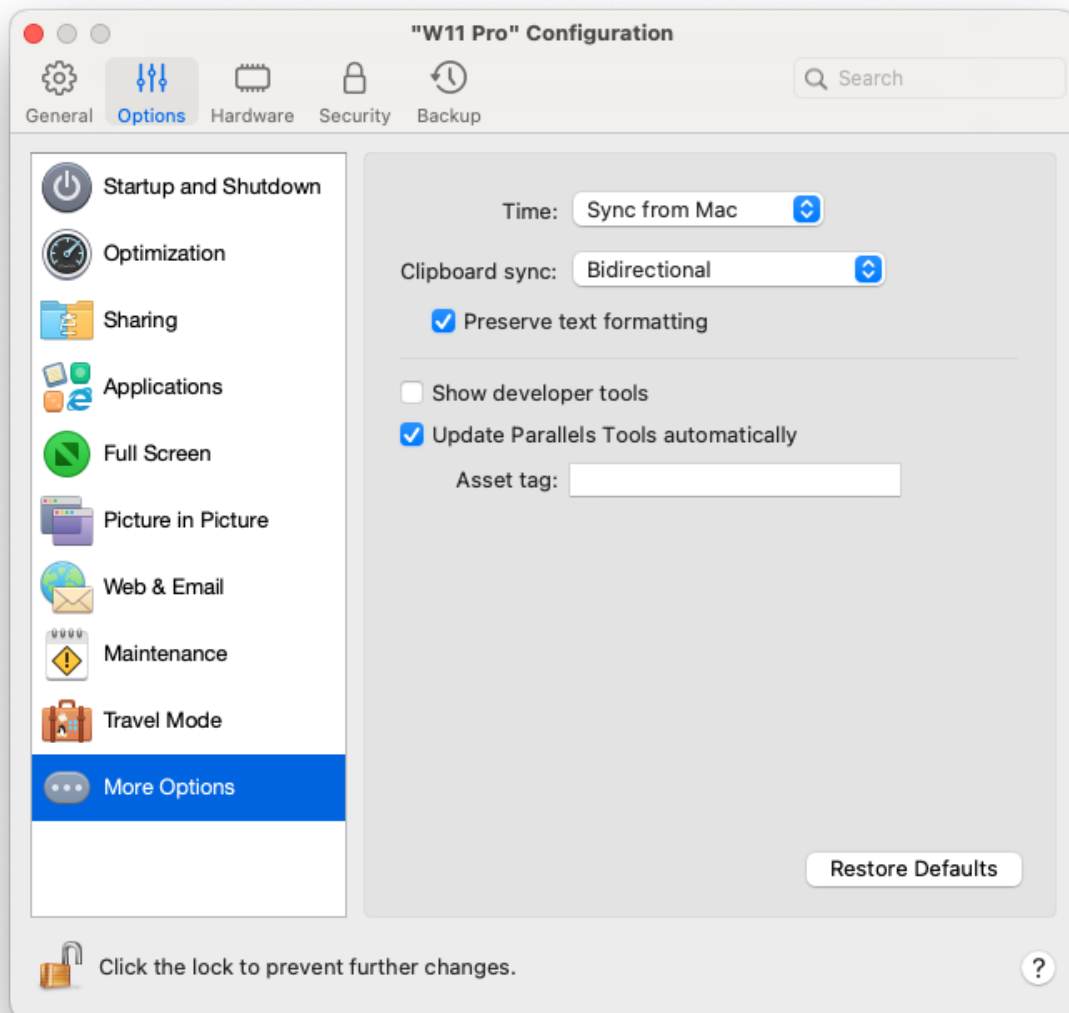 "W11 Pro" Configuration
General Options Hardware Security Backup
Search
Startup and Shutdown
Optimization
Sharing
Applications
Full Screen
Picture in Picture
Web & Email
Maintenance
Travel Mode
More Options
Time: Sync from Mac
Clipboard sync: Bidirectional
Preserve text formatting
Show developer tools
Update Parallels Tools automatically
Asset tag:
Restore Defaults
Click the lock to prevent further changes.
?